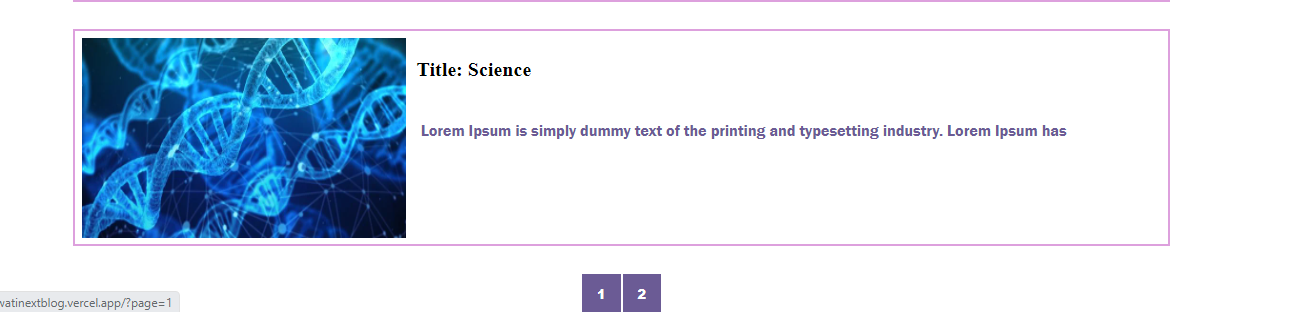 Title: Science
Lorem Ipsum is simply dummy text of the printing and typesetting industry. Lorem Ipsum has
1 2
watinextblog.vercel.app/?page=1